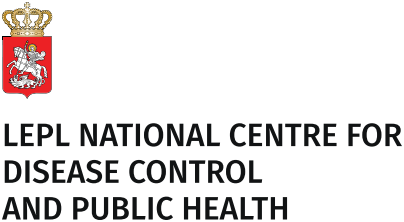 LEPL NATIONAL CENTRE FOR
DISEASE CONTROL
AND PUBLIC HEALTH